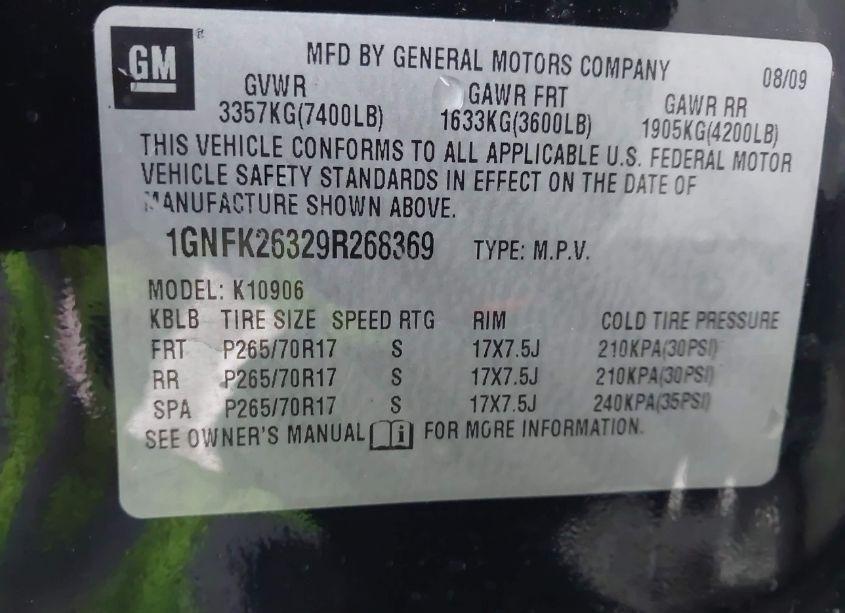 GM
MFD BY GENERAL MOTORS COMPANY 08/09
GVWR GAWR FRT GAWR RR
3357KG(7400LB) 1633KG(3600LB) 1905KG(4200LB)
THIS VEHICLE CONFORMS TO ALL APPLICABLE U.S. FEDERAL MOTOR
VEHICLE SAFETY STANDARDS IN EFFECT ON THE DATE OF
MANUFACTURE SHOWN ABOVE.
1GNFK26329R268369 TYPE: M.P.V.
MODEL: K10906
KBLB TIRE SIZE SPEED RTG RIM COLD TIRE PRESSURE
FRT P265/70R17 S 17X7.5J 210KPA(30PSI)
RR P265/70R17 S 17X7.5J 210KPA(30PSI)
SPA P265/70R17 S 17X7.5J 240KPA(35PSI)
SEE OWNER'S MANUAL i FOR MORE INFORMATION.